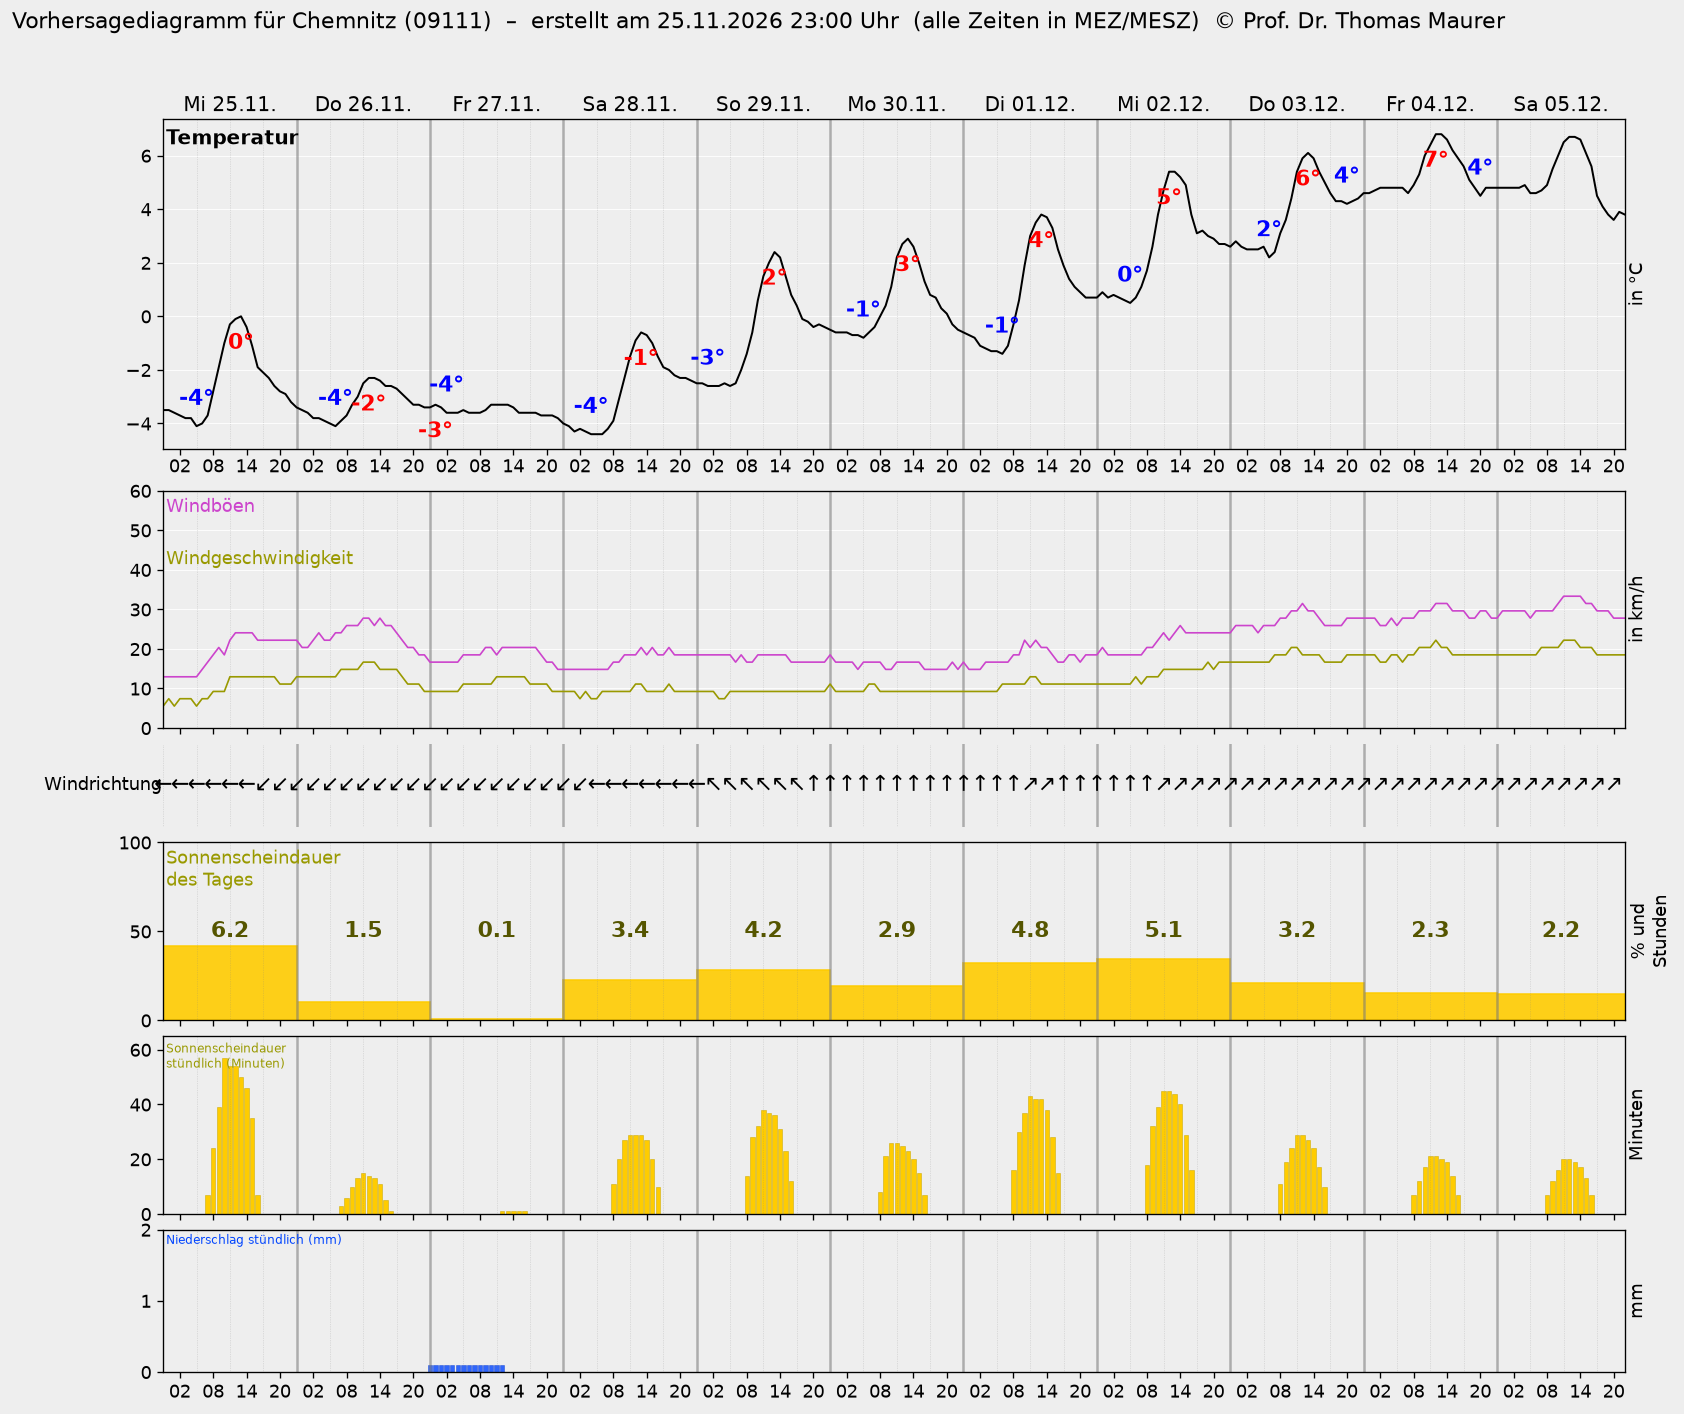 Vorhersagediagramm für Chemnitz (09111)  –  erstellt am 25.11.2026 23:00 Uhr  (alle Zeiten in MEZ/MESZ)  © Prof. Dr. Thomas Maurer
Mi 25.11. Do 26.11. Fr 27.11. Sa 28.11. So 29.11. Mo 30.11. Di 01.12. Mi 02.12. Do 03.12. Fr 04.12. Sa 05.12.
Temperatur
6
4
2
0
−2
−4
-4° 0° -4° -2° -3° -4° -4° -1° -3° 2° -1° 3° -1° 4° 0° 5° 2° 6° 4° 7° 4°
in °C
02 08 14 20 02 08 14 20 02 08 14 20 02 08 14 20 02 08 14 20 02 08 14 20 02 08 14 20 02 08 14 20 02 08 14 20 02 08 14 20 02 08 14 20
Windböen
Windgeschwindigkeit
60
50
40
30
20
10
0
in km/h
Windrichtung
Sonnenscheindauer
des Tages
100
50
0
6.2 1.5 0.1 3.4 4.2 2.9 4.8 5.1 3.2 2.3 2.2
% und
Stunden
Sonnenscheindauer
stündlich (Minuten)
60
40
20
0
Minuten
Niederschlag stündlich (mm)
2
1
0
mm
02 08 14 20 02 08 14 20 02 08 14 20 02 08 14 20 02 08 14 20 02 08 14 20 02 08 14 20 02 08 14 20 02 08 14 20 02 08 14 20 02 08 14 20